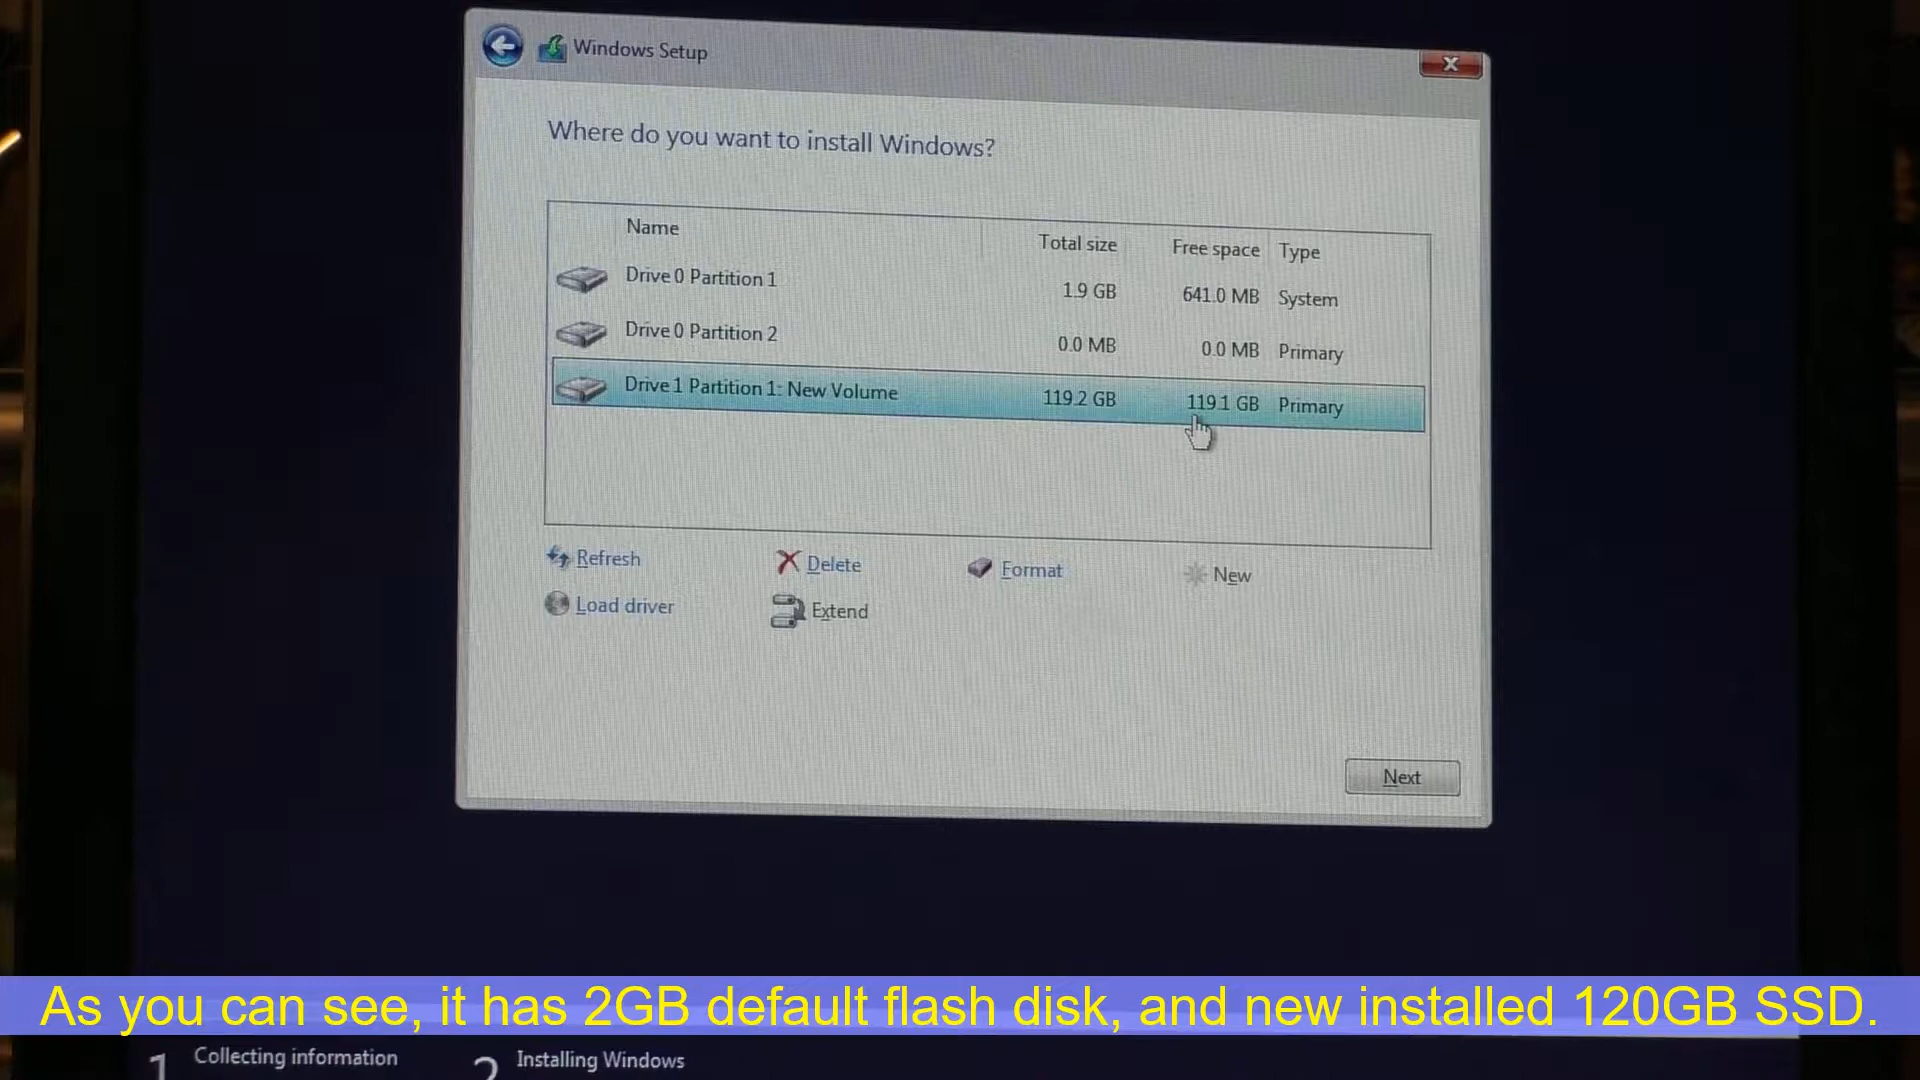 Windows Setup
Where do you want to install Windows?
Name Total size Free space Type
Drive 0 Partition 1 1.9 GB 641.0 MB System
Drive 0 Partition 2 0.0 MB 0.0 MB Primary
Drive 1 Partition 1: New Volume 119.2 GB 119.1 GB Primary
Refresh Delete Format New
Load driver Extend
Next
As you can see, it has 2GB default flash disk, and new installed 120GB SSD.
1 Collecting information 2 Installing Windows